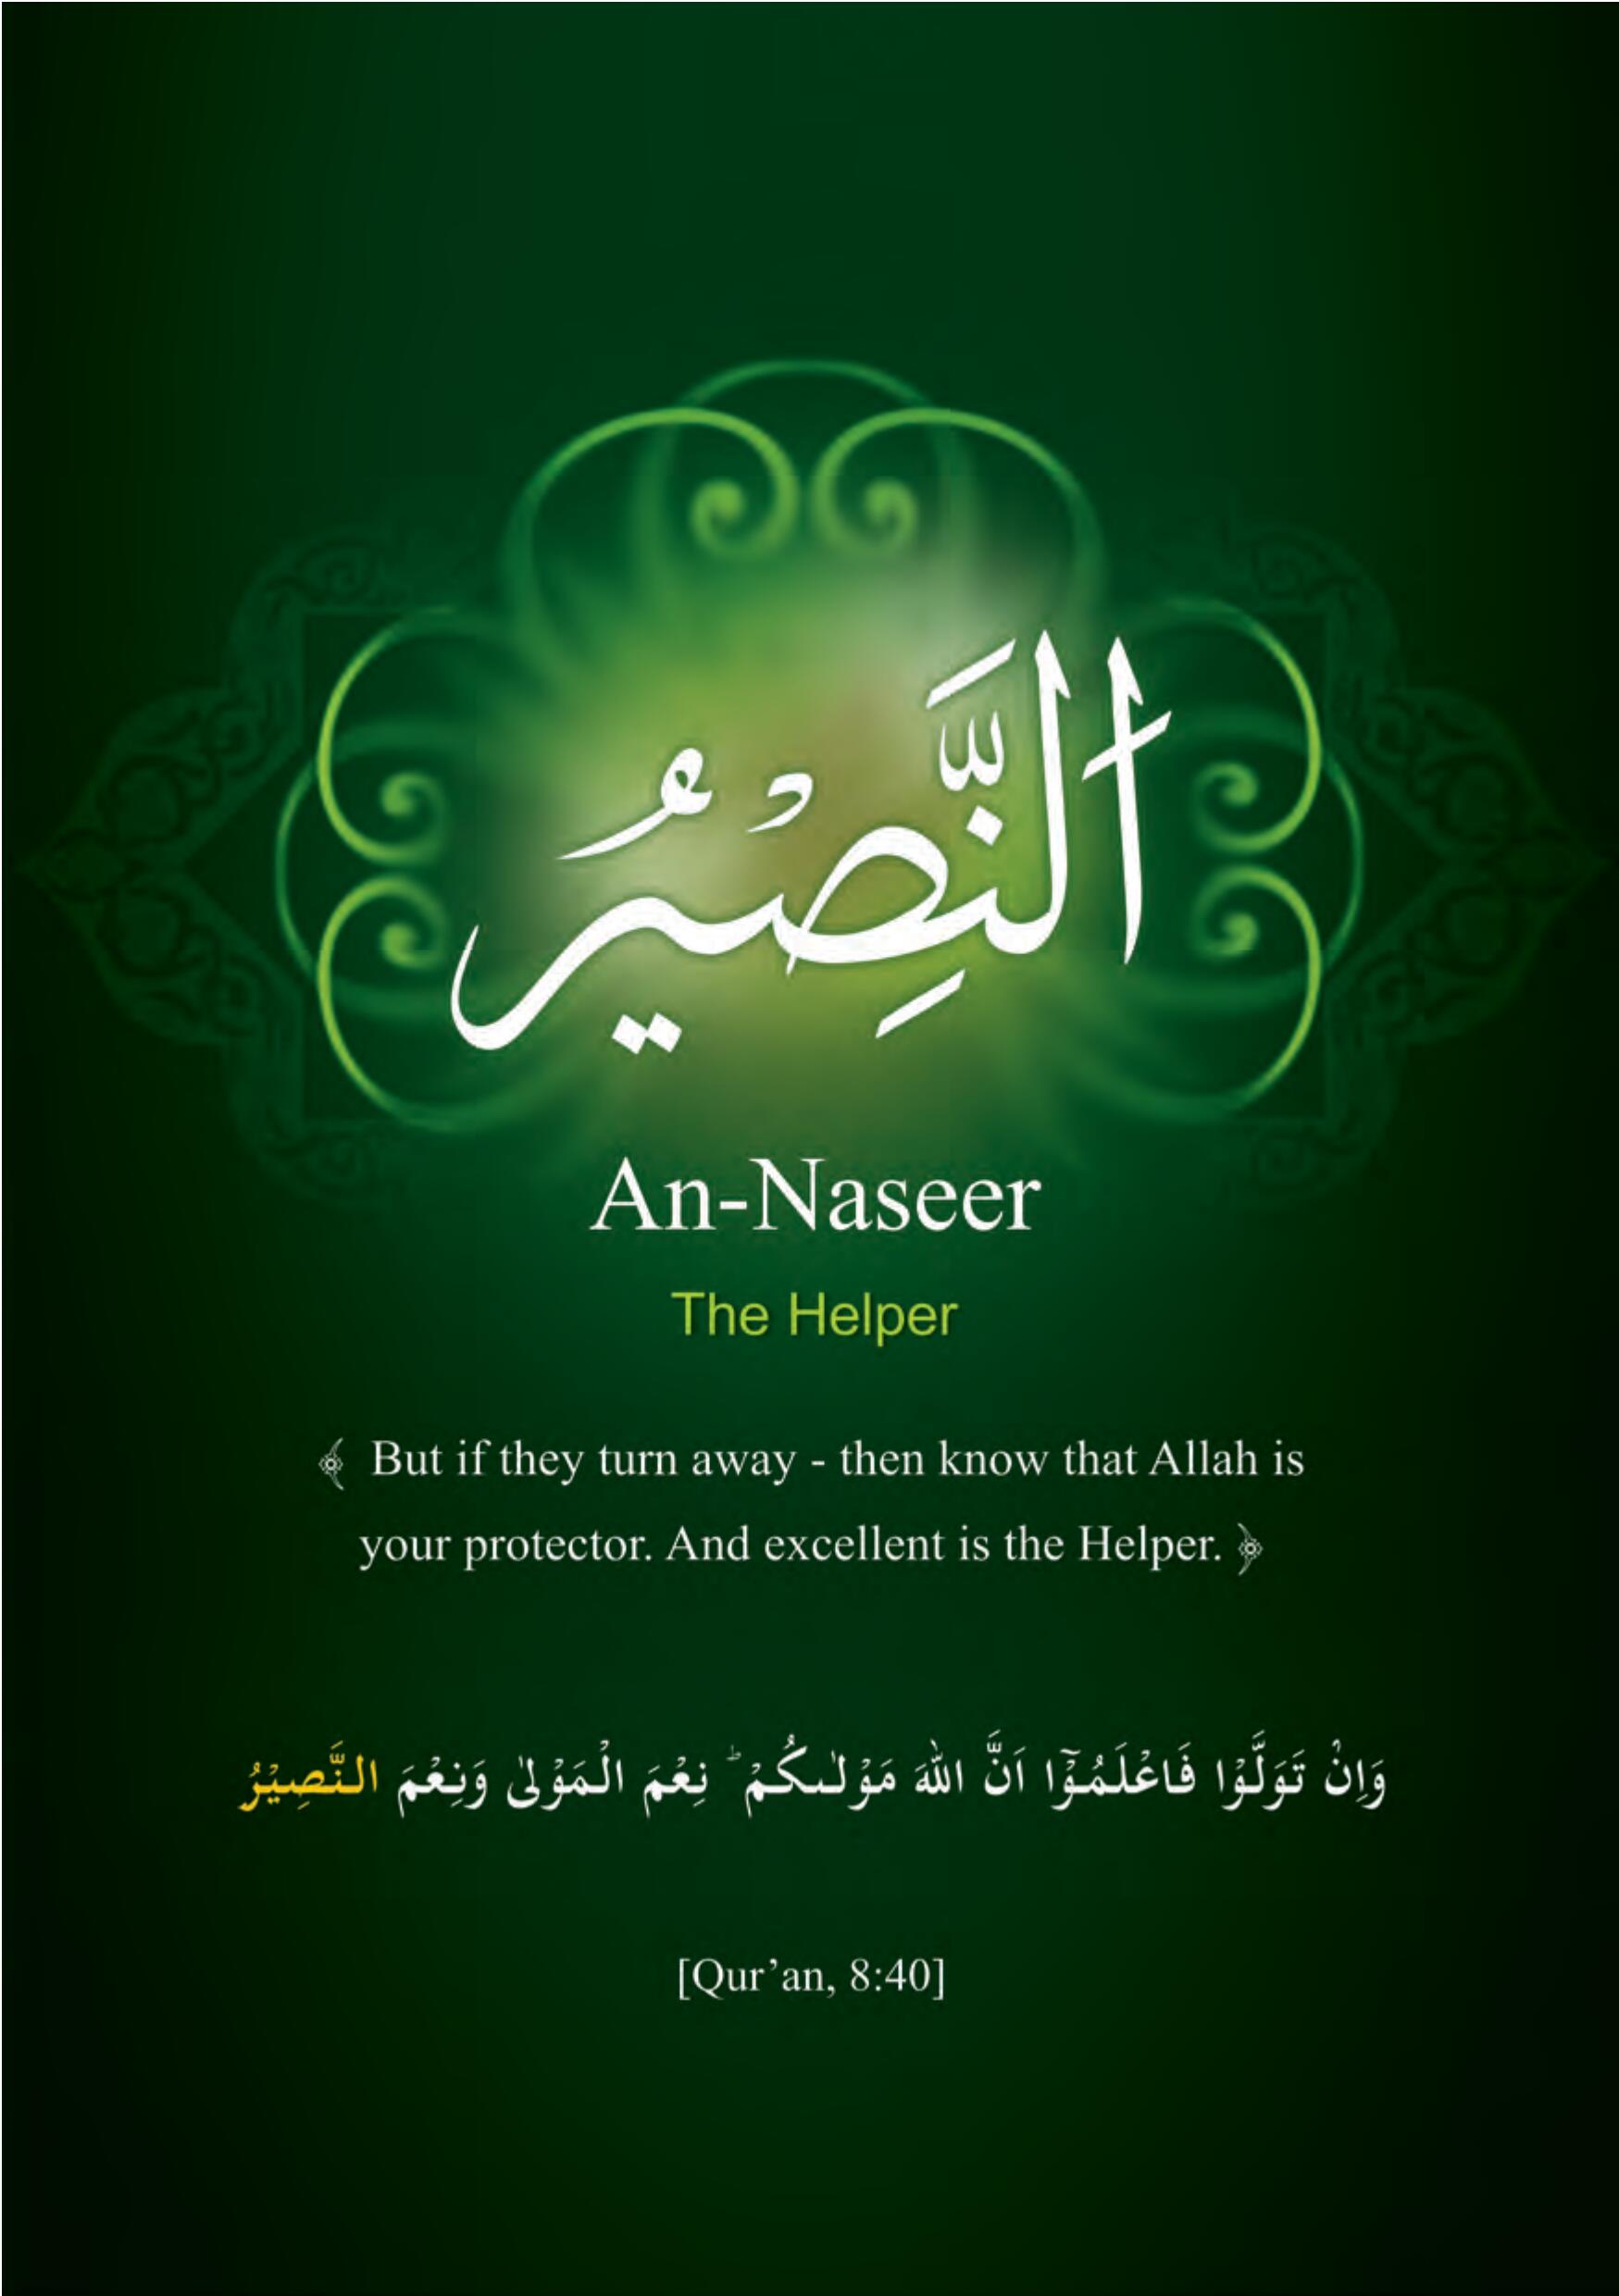 النَّصِيْرُ
An-Naseer
The Helper
﴾ But if they turn away - then know that Allah is
your protector. And excellent is the Helper. ﴿
وَاِنْ تَوَلَّوْا فَاعْلَمُوْٓا اَنَّ اللّٰهَ مَوْلٰىكُمْ ؕ نِعْمَ الْمَوْلٰى وَنِعْمَ النَّصِيْرُ
[Qur’an, 8:40]